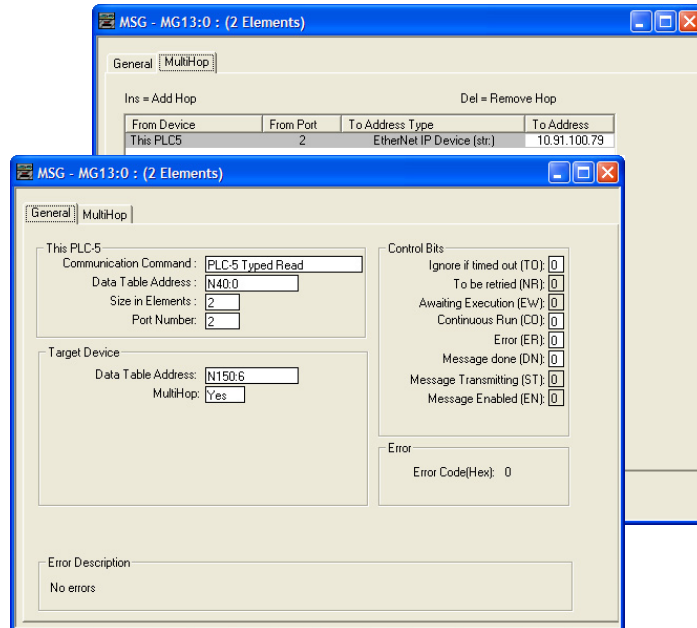 MSG - MG13:0 : (2 Elements)
General MultiHop
Ins = Add Hop Del = Remove Hop
From Device From Port To Address Type To Address
This PLC5 2 EtherNet IP Device (str:) 10.91.100.79
MSG - MG13:0 : (2 Elements)
General MultiHop
This PLC-5
Communication Command : PLC-5 Typed Read
Data Table Address : N40:0
Size in Elements : 2
Port Number: 2
Target Device
Data Table Address: N150:6
MultiHop: Yes
Control Bits
Ignore if timed out (TO): 0
To be retried (NR): 0
Awaiting Execution (EW): 0
Continuous Run (CO): 0
Error (ER): 0
Message done (DN): 0
Message Transmitting (ST): 0
Message Enabled (EN): 0
Error
Error Code(Hex): 0
Error Description
No errors